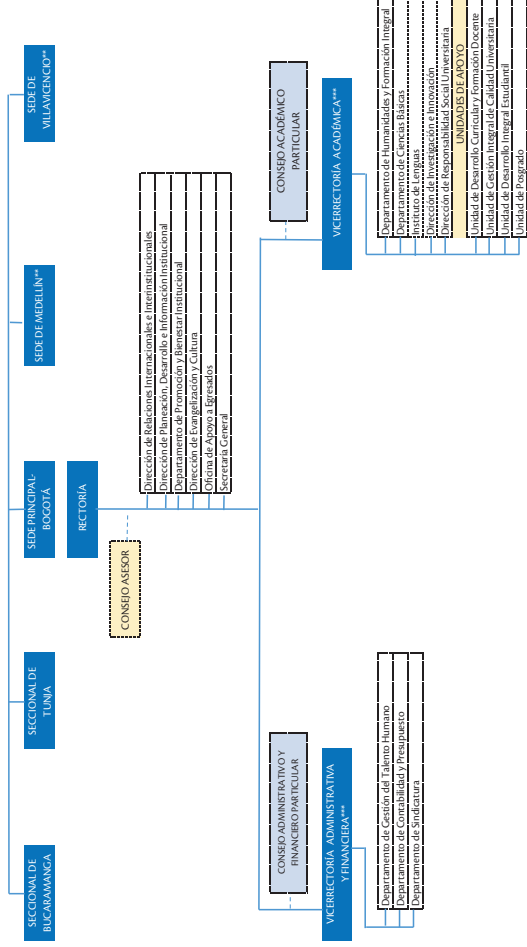 SECCIONAL DE
BUCARAMANGA
SECCIONAL DE
TUNJA
SEDE PRINCIPAL-
BOGOTÁ
SEDE DE MEDELLÍN**
SEDE DE
VILLAVICENCIO**
RECTORÍA
CONSEJO ASESOR
Dirección de Relaciones Internacionales e Interinstitucionales
Dirección de Planeación, Desarrollo e Información Institucional
Departamento de Promoción y Bienestar Institucional
Dirección de Evangelización y Cultura
Oficina de Apoyo a Egresados
Secretaría General
CONSEJO ADMINISTRATIVO Y
FINANCIERO PARTICULAR
CONSEJO ACADÉMICO
PARTICULAR
VICERRECTORÍA ADMINISTRATIVA
Y FINANCIERA***
VICERRECTORÍA ACADÉMICA***
Departamento de Gestión del Talento Humano
Departamento de Contabilidad y Presupuesto
Departamento de Sindicatura
Departamento de Humanidades y Formación Integral
Departamento de Ciencias Básicas
Instituto de Lenguas
Dirección de Investigación e Innovación
Dirección de Responsabilidad Social Universitaria
UNIDADES DE APOYO
Unidad de Desarrollo Curricular y Formación Docente
Unidad de Gestión Integral de Calidad Universitaria
Unidad de Desarrollo Integral Estudiantil
Unidad de Posgrado